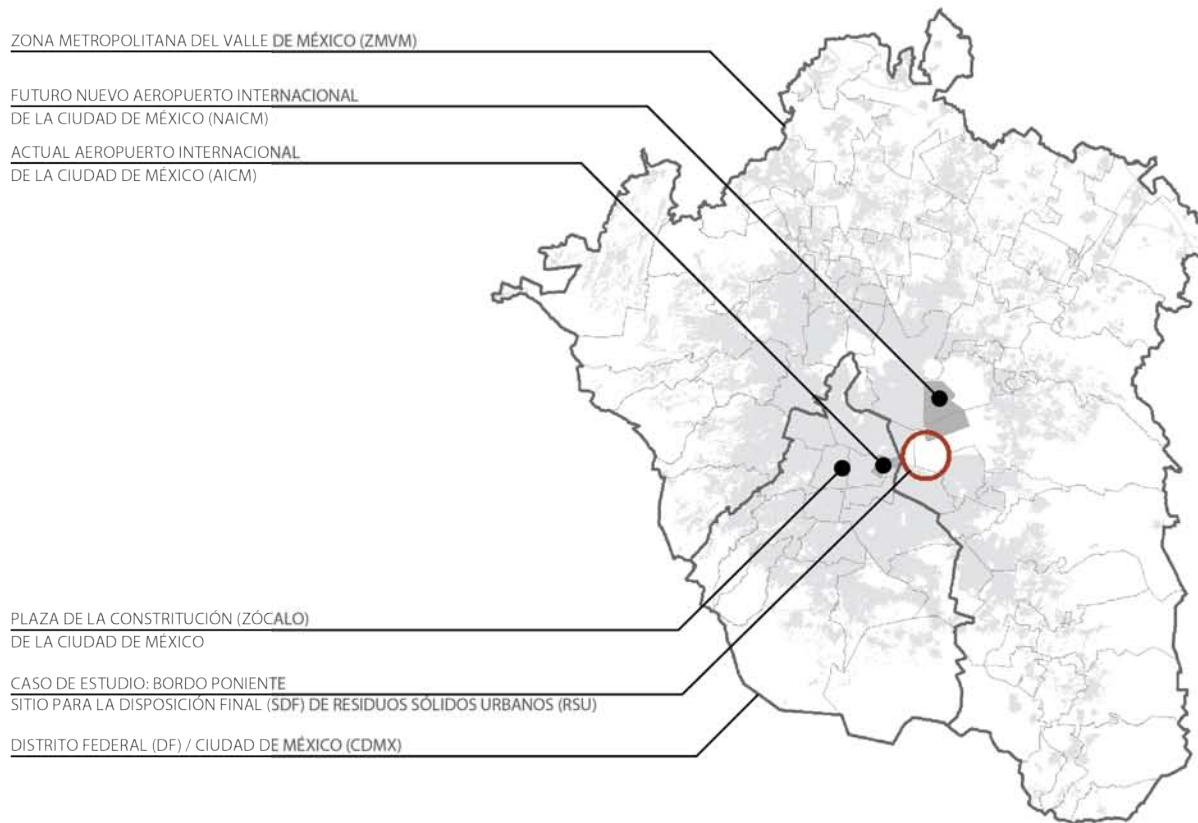 ZONA METROPOLITANA DEL VALLE DE MÉXICO (ZMVM)
FUTURO NUEVO AEROPUERTO INTERNACIONAL
DE LA CIUDAD DE MÉXICO (NAICM)
ACTUAL AEROPUERTO INTERNACIONAL
DE LA CIUDAD DE MÉXICO (AICM)
PLAZA DE LA CONSTRITUCIÓN (ZÓCALO)
DE LA CIUDAD DE MÉXICO
CASO DE ESTUDIO: BORDO PONIENTE
SITIO PARA LA DISPOSICIÓN FINAL (SDF) DE RESIDUOS SÓLIDOS URBANOS (RSU)
DISTRITO FEDERAL (DF) / CIUDAD DE MÉXICO (CDMX)